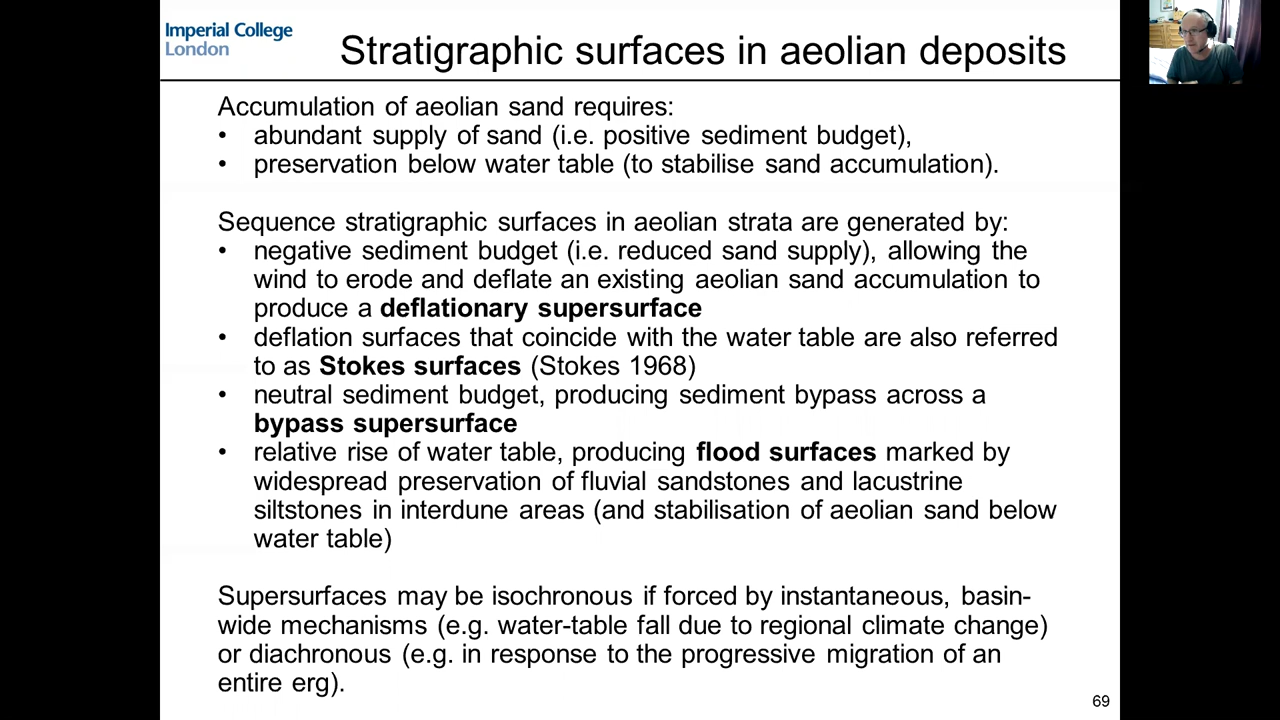 Imperial College
London
Stratigraphic surfaces in aeolian deposits
Accumulation of aeolian sand requires:
• abundant supply of sand (i.e. positive sediment budget),
• preservation below water table (to stabilise sand accumulation).
Sequence stratigraphic surfaces in aeolian strata are generated by:
• negative sediment budget (i.e. reduced sand supply), allowing the
wind to erode and deflate an existing aeolian sand accumulation to
produce a deflationary supersurface
• deflation surfaces that coincide with the water table are also referred
to as Stokes surfaces (Stokes 1968)
• neutral sediment budget, producing sediment bypass across a
bypass supersurface
• relative rise of water table, producing flood surfaces marked by
widespread preservation of fluvial sandstones and lacustrine
siltstones in interdune areas (and stabilisation of aeolian sand below
water table)
Supersurfaces may be isochronous if forced by instantaneous, basin-
wide mechanisms (e.g. water-table fall due to regional climate change)
or diachronous (e.g. in response to the progressive migration of an
entire erg).
69